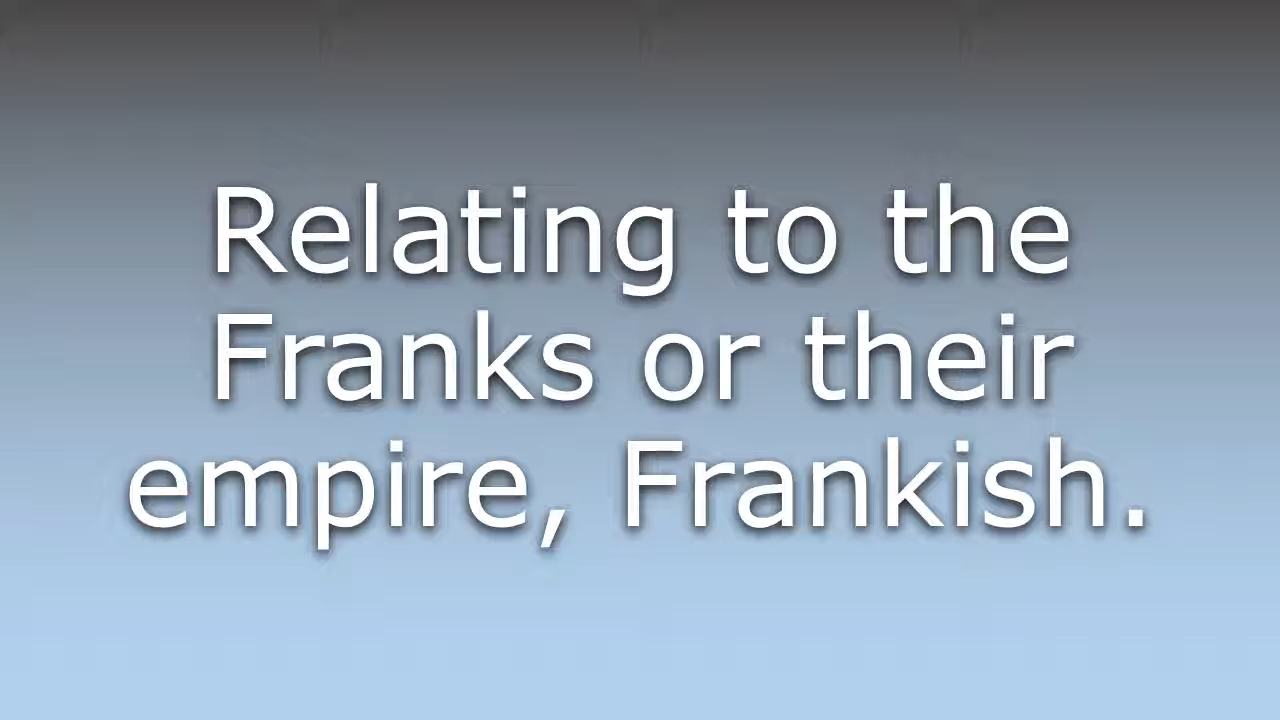 Relating to the
Franks or their
empire, Frankish.